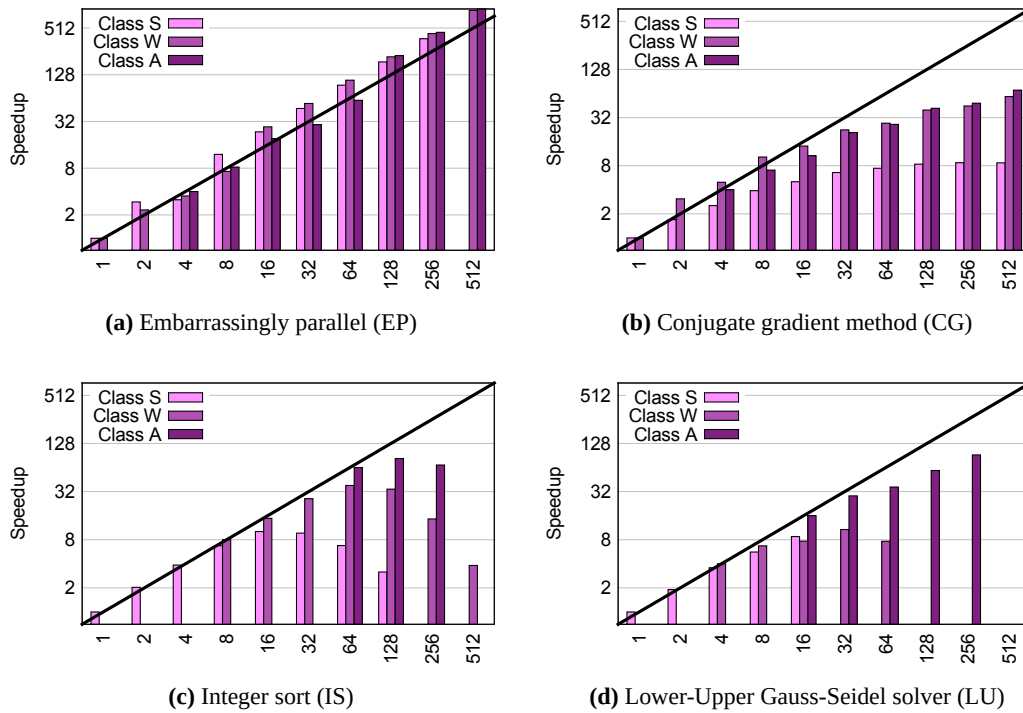 Class S
Class W
Class A
Speedup
512
128
32
8
2
1 2 4 8 16 32 64 128 256 512
(a) Embarrassingly parallel (EP)
Class S
Class W
Class A
Speedup
512
128
32
8
2
1 2 4 8 16 32 64 128 256 512
(b) Conjugate gradient method (CG)
Class S
Class W
Class A
Speedup
512
128
32
8
2
1 2 4 8 16 32 64 128 256 512
(c) Integer sort (IS)
Class S
Class W
Class A
Speedup
512
128
32
8
2
1 2 4 8 16 32 64 128 256 512
(d) Lower-Upper Gauss-Seidel solver (LU)